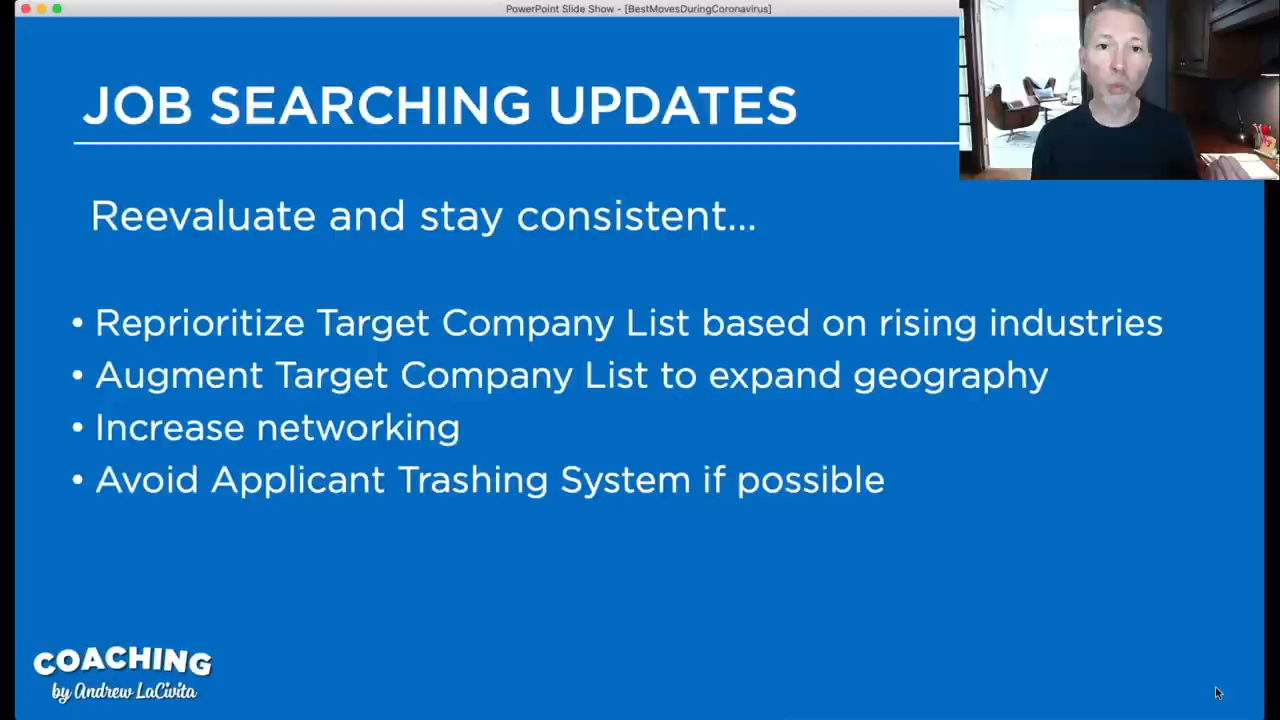 PowerPoint Slide Show - [BestMovesDuringCoronavirus]
JOB SEARCHING UPDATES
Reevaluate and stay consistent...
• Reprioritize Target Company List based on rising industries
• Augment Target Company List to expand geography
• Increase networking
• Avoid Applicant Trashing System if possible
COACHING
by Andrew LaCivita